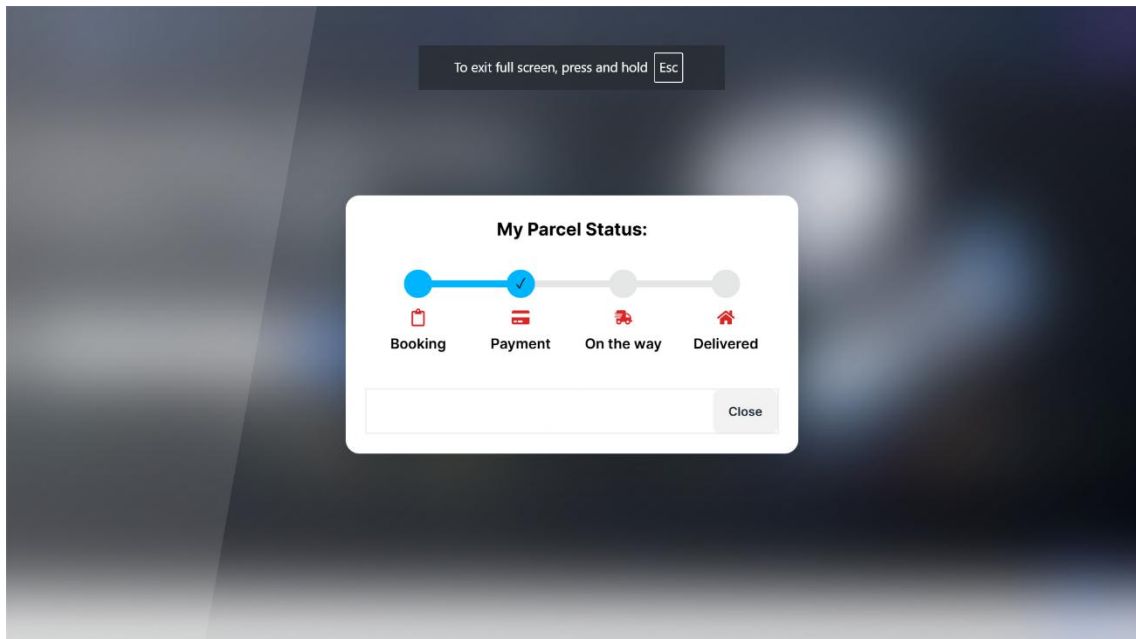 To exit full screen, press and hold Esc
My Parcel Status:
✓
Booking Payment On the way Delivered
Close